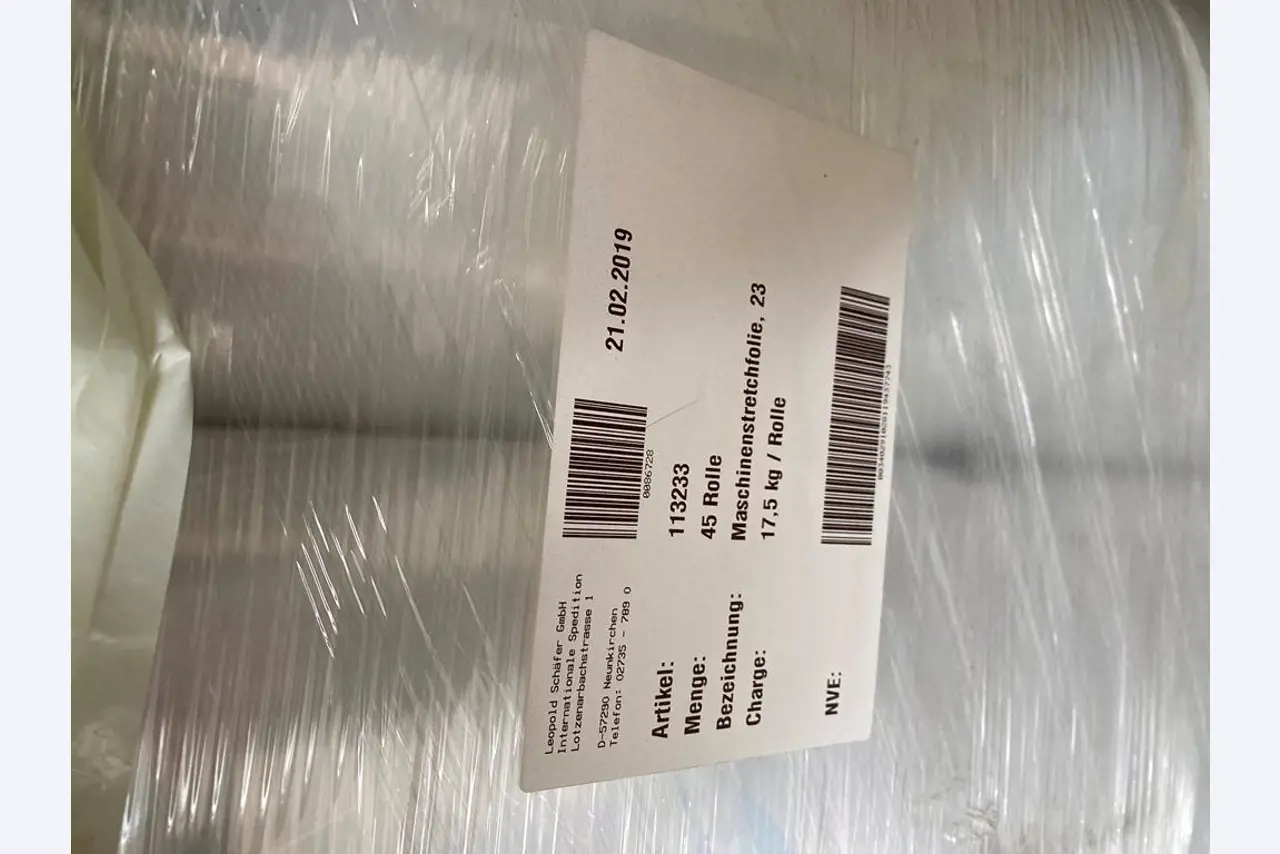 Leopold Schäfer GmbH
Internationale Spedition
Lotzenarbachstrasse 1
D-57290 Neunkirchen
Telefon: 02735 - 789 0
0086728
21.02.2019
Artikel: 113233
Menge: 45 Rolle
Bezeichnung: Maschinenstretchfolie, 23
Charge: 17,5 kg / Rolle
NVE: